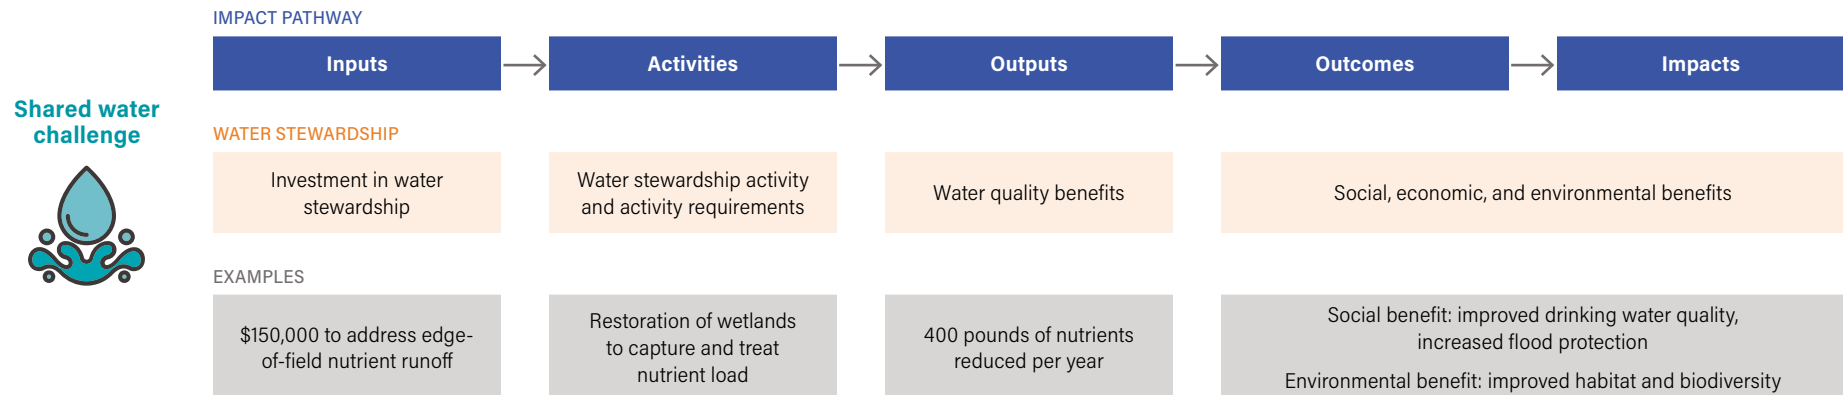 IMPACT PATHWAY
Inputs
Activities
Outputs
Outcomes
Impacts
Shared water
challenge
WATER STEWARDSHIP
Investment in water
stewardship
Water stewardship activity
and activity requirements
Water quality benefits
Social, economic, and environmental benefits
EXAMPLES
$150,000 to address edge-
of-field nutrient runoff
Restoration of wetlands
to capture and treat
nutrient load
400 pounds of nutrients
reduced per year
Social benefit: improved drinking water quality,
increased flood protection
Environmental benefit: improved habitat and biodiversity